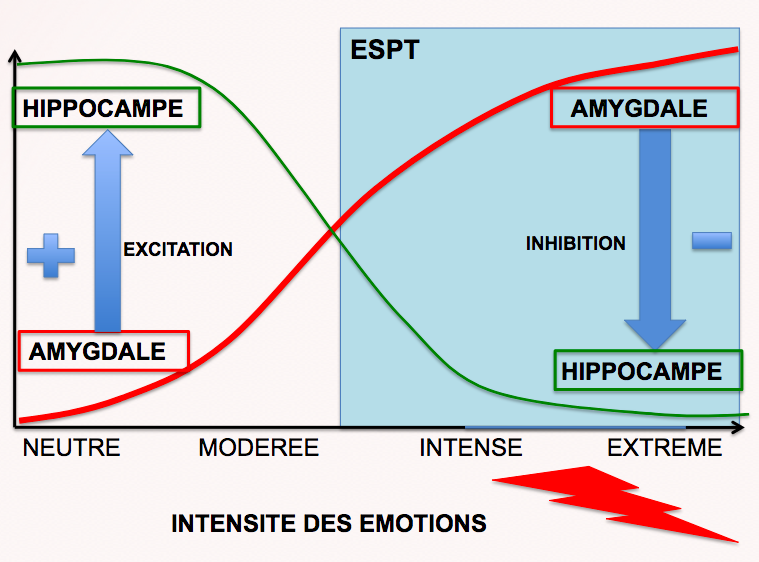 ESPT
HIPPOCAMPE
AMYGDALE
EXCITATION
INHIBITION
AMYGDALE
HIPPOCAMPE
NEUTRE MODEREE INTENSE EXTREME
INTENSITE DES EMOTIONS